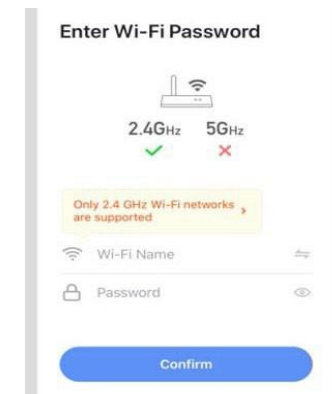 Enter Wi-Fi Password
2.4GHz 5GHz
Only 2.4 GHz Wi-Fi networks
are supported
Wi-Fi Name
Password
Confirm